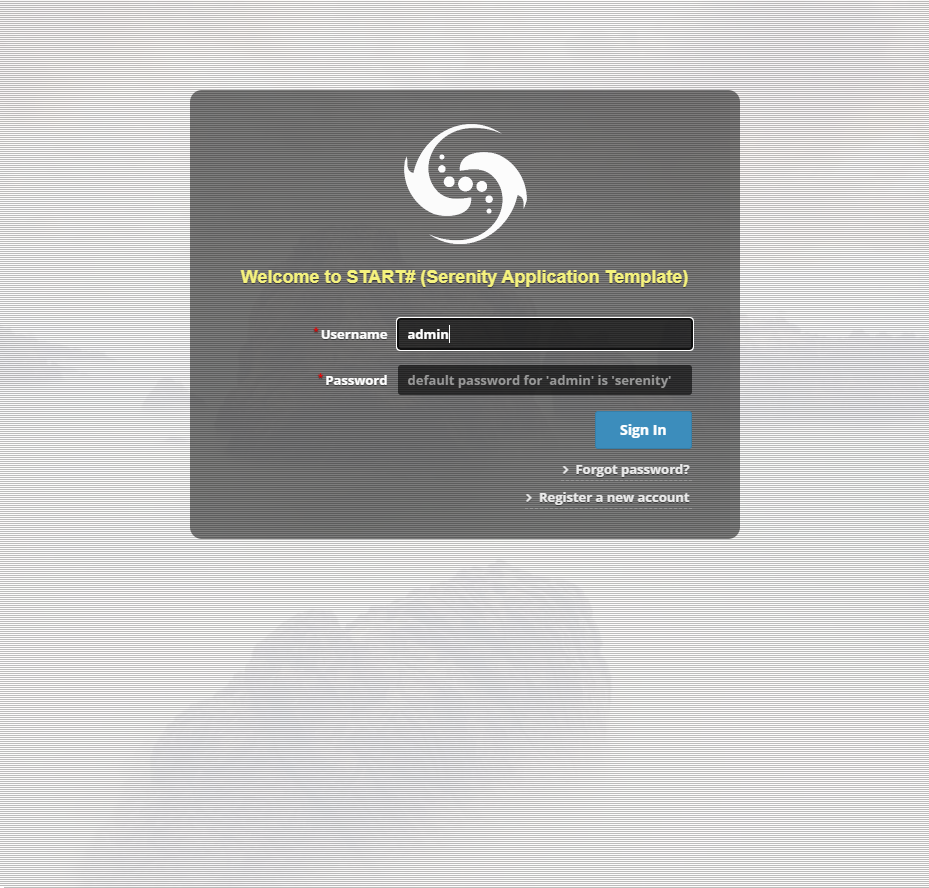 Welcome to START# (Serenity Application Template)
* Username admin
* Password default password for 'admin' is 'serenity'
Sign In
Forgot password?
Register a new account